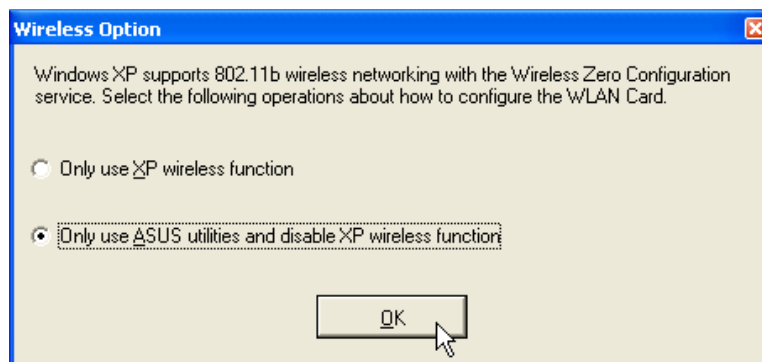 Wireless Option
Windows XP supports 802.11b wireless networking with the Wireless Zero Configuration
service. Select the following operations about how to configure the WLAN Card.
Only use XP wireless function
Only use ASUS utilities and disable XP wireless function
OK